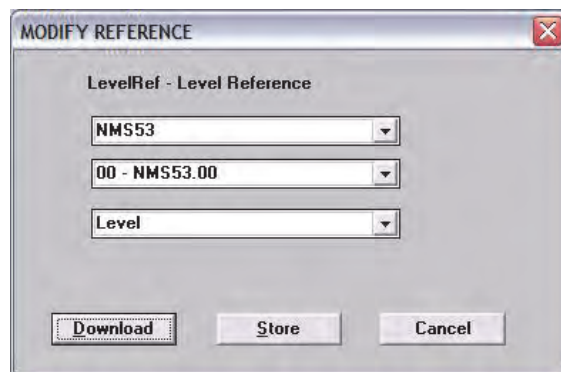 MODIFY REFERENCE
LevelRef - Level Reference
NMS53
00 - NMS53.00
Level
Download Store Cancel